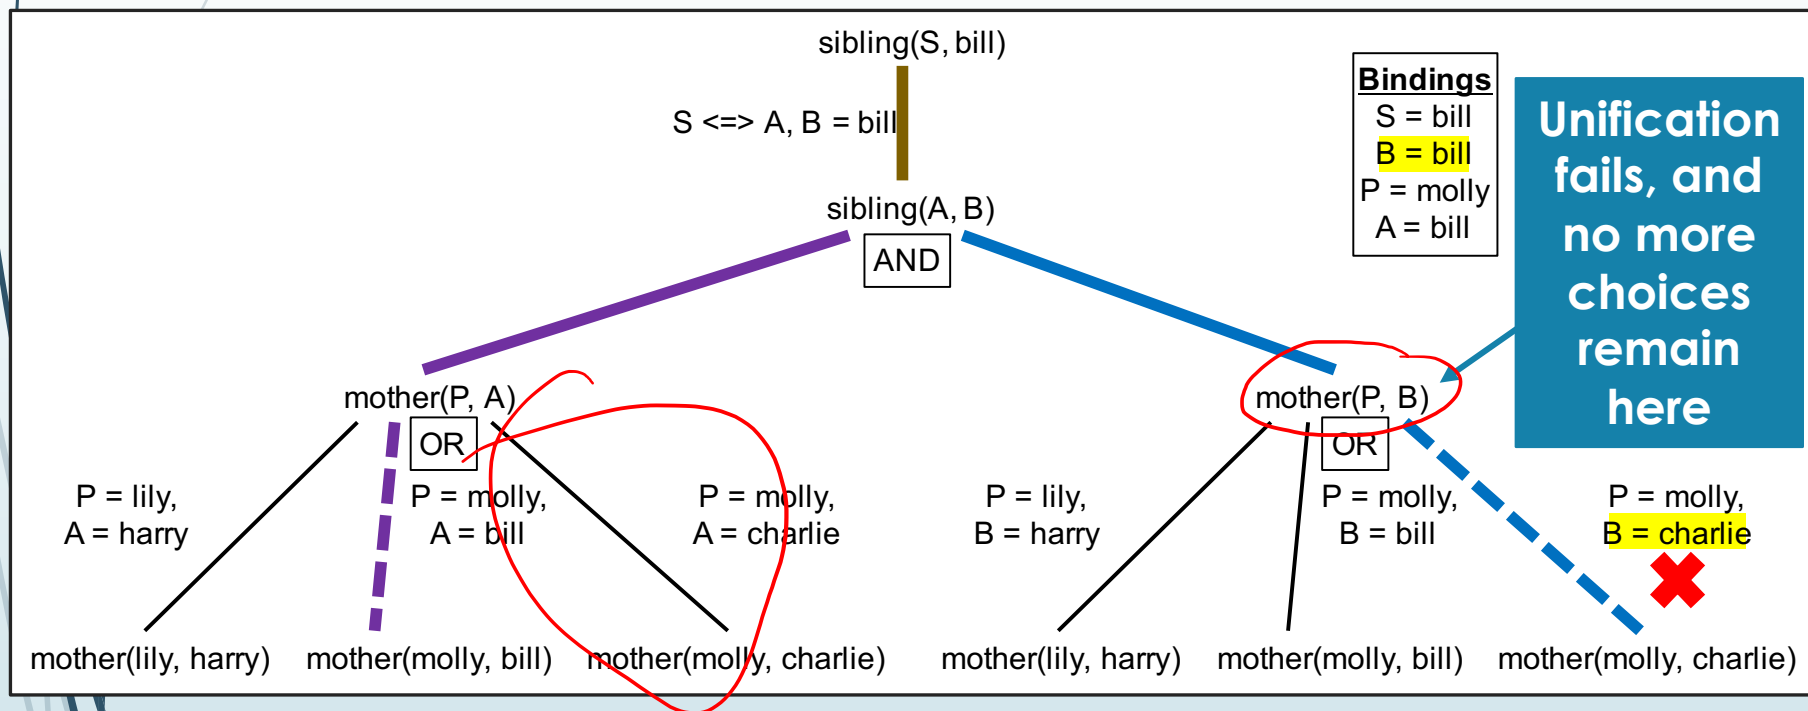 sibling(S, bill)
S <=> A, B = bill
sibling(A, B)
AND
Bindings
S = bill
B = bill
P = molly
A = bill
Unification
fails, and
no more
choices
remain
here
mother(P, A)
OR
P = lily,
A = harry
P = molly,
A = bill
P = molly,
A = charlie
mother(lily, harry)
mother(molly, bill)
mother(molly, charlie)
mother(P, B)
OR
P = lily,
B = harry
P = molly,
B = bill
P = molly,
B = charlie
mother(lily, harry)
mother(molly, bill)
mother(molly, charlie)